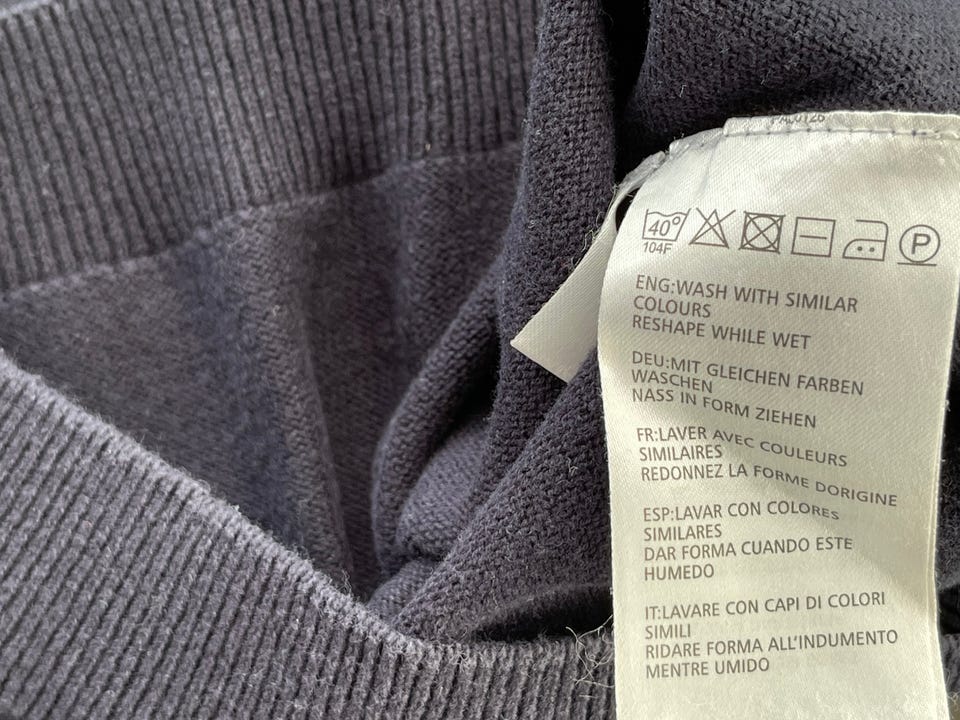 40°
104F
P
ENG:WASH WITH SIMILAR
COLOURS
RESHAPE WHILE WET
DEU:MIT GLEICHEN FARBEN
WASCHEN
NASS IN FORM ZIEHEN
FR:LAVER AVEC COULEURS
SIMILAIRES
REDONNEZ LA FORME DORIGINE
ESP:LAVAR CON COLORES
SIMILARES
DAR FORMA CUANDO ESTE
HUMEDO
IT:LAVARE CON CAPI DI COLORI
SIMILI
RIDARE FORMA ALL'INDUMENTO
MENTRE UMIDO